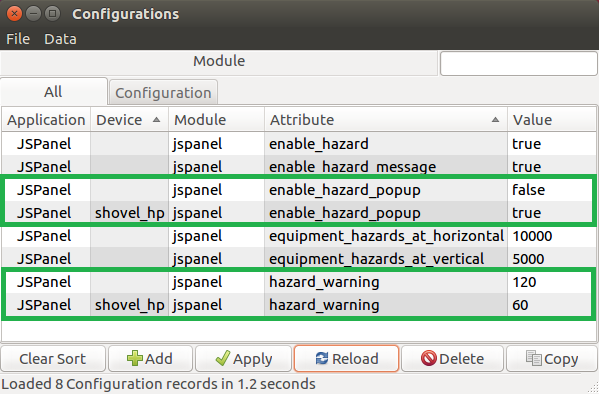 Configurations
File Data
Module
All Configuration
Application Device Module Attribute Value
JSPanel jspanel enable_hazard true
JSPanel jspanel enable_hazard_message true
JSPanel jspanel enable_hazard_popup false
JSPanel shovel_hp jspanel enable_hazard_popup true
JSPanel jspanel equipment_hazards_at_horizontal 10000
JSPanel jspanel equipment_hazards_at_vertical 5000
JSPanel jspanel hazard_warning 120
JSPanel shovel_hp jspanel hazard_warning 60
Clear Sort Add Apply Reload Delete Copy
Loaded 8 Configuration records in 1.2 seconds